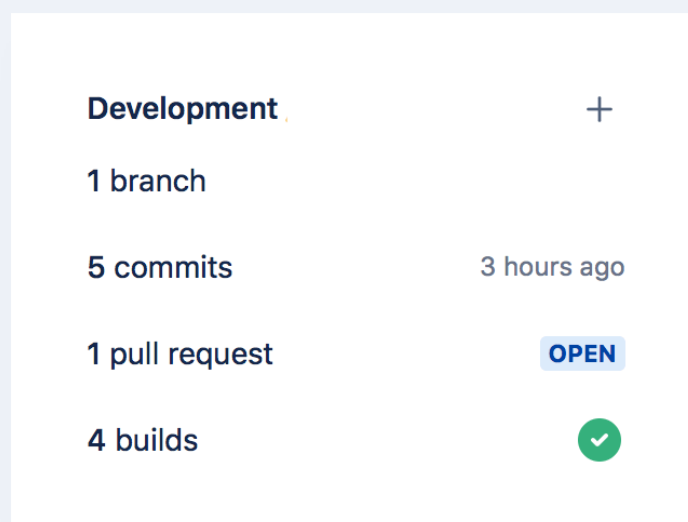 Development
1 branch
5 commits 3 hours ago
1 pull request OPEN
4 builds